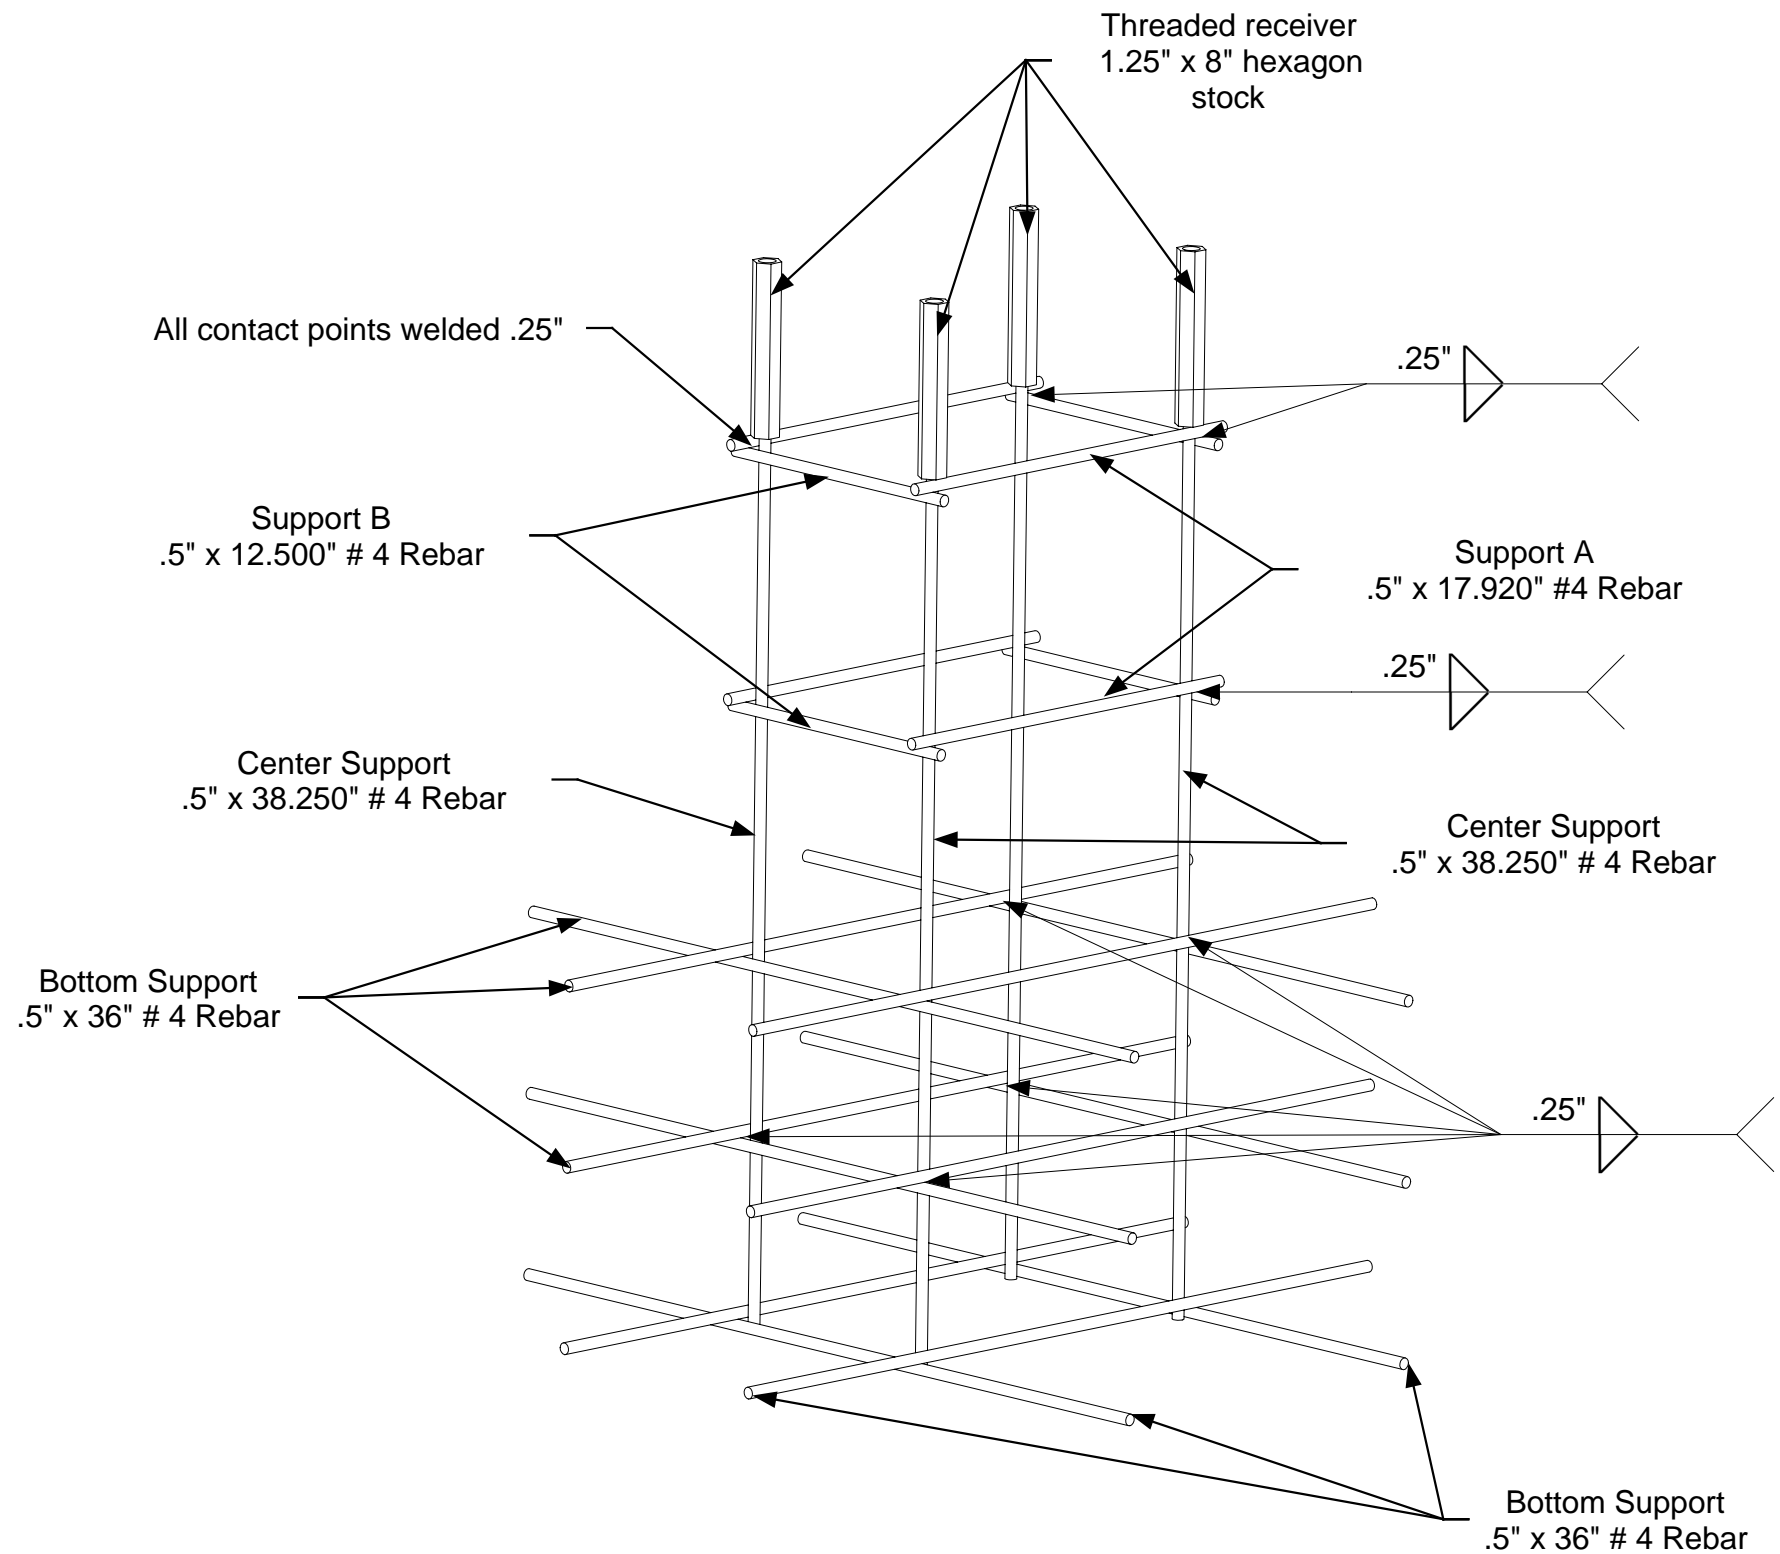 Threaded receiver
1.25" x 8" hexagon
stock
All contact points welded .25"
.25"
Support B
.5" x 12.500" # 4 Rebar
Support A
.5" x 17.920" #4 Rebar
.25"
Center Support
.5" x 38.250" # 4 Rebar
Center Support
.5" x 38.250" # 4 Rebar
Bottom Support
.5" x 36" # 4 Rebar
.25"
Bottom Support
.5" x 36" # 4 Rebar